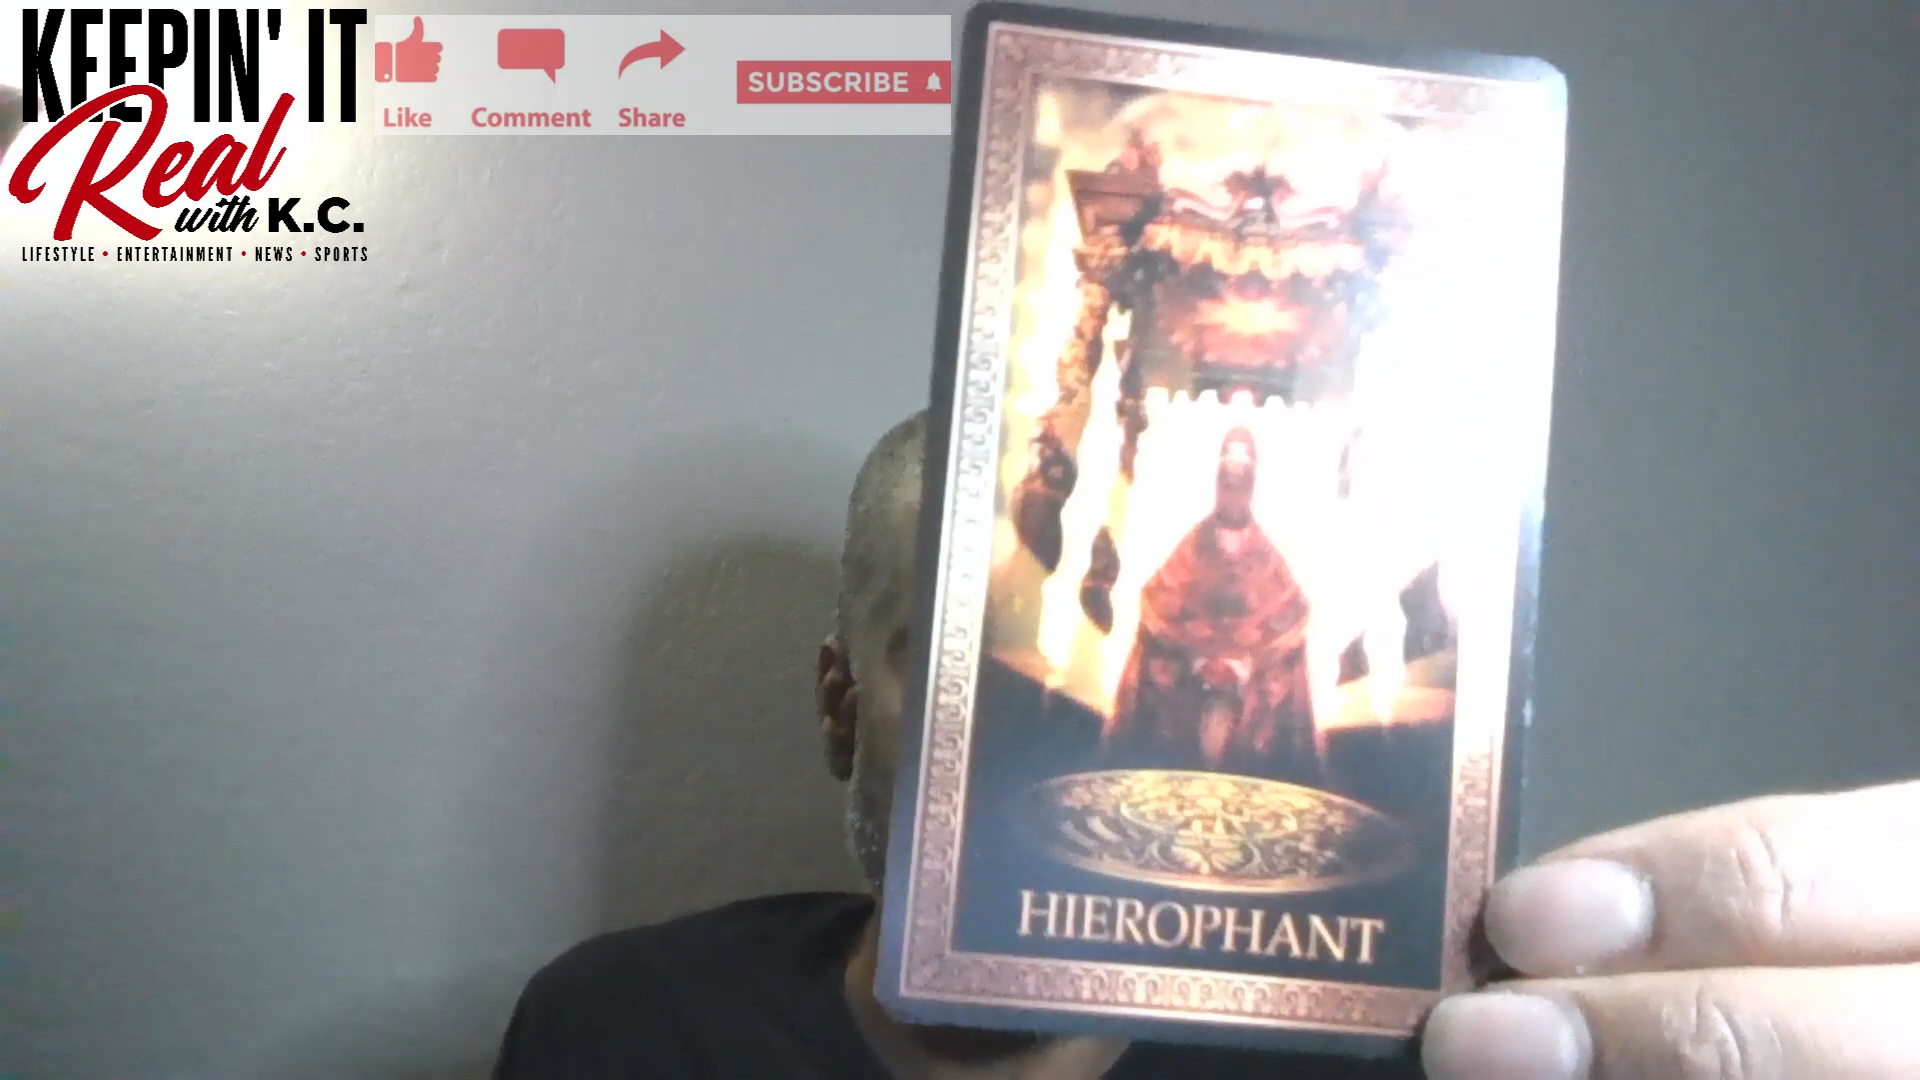 KEEPIN' IT
Real
with K.C.
LIFESTYLE • ENTERTAINMENT • NEWS • SPORTS
Like Comment Share
SUBSCRIBE
HIEROPHANT